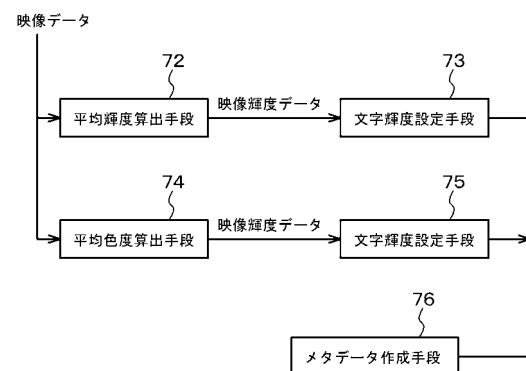 映像データ
72
73
映像輝度データ
平均輝度算出手段
文字輝度設定手段
74
75
映像輝度データ
平均色度算出手段
文字輝度設定手段
76
メタデータ作成手段